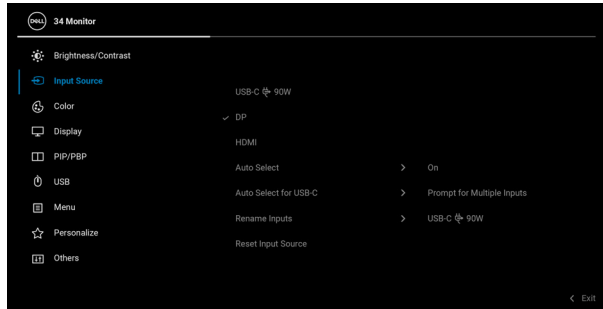 DELL 34 Monitor
Brightness/Contrast
Input Source
Color
Display
PIP/PBP
USB
Menu
Personalize
Others
USB-C 90W
DP
HDMI
Auto Select > On
Auto Select for USB-C > Prompt for Multiple Inputs
Rename Inputs > USB-C 90W
Reset Input Source
< Exit